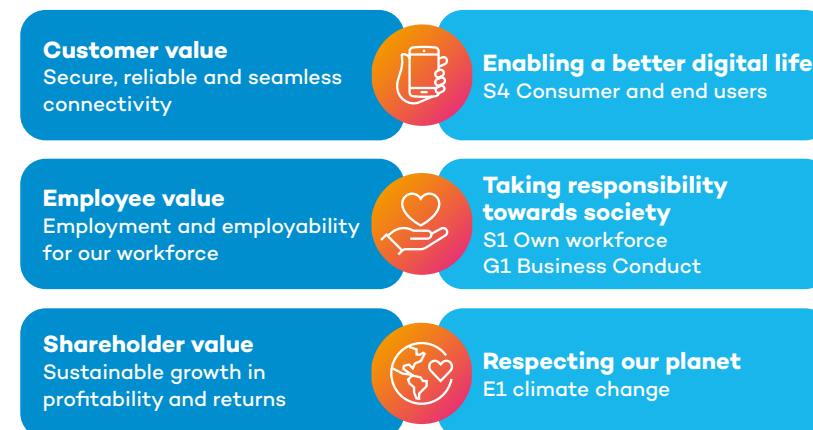 Customer value
Secure, reliable and seamless
connectivity
Enabling a better digital life
S4 Consumer and end users
Employee value
Employment and employability
for our workforce
Taking responsibility
towards society
S1 Own workforce
G1 Business Conduct
Shareholder value
Sustainable growth in
profitability and returns
Respecting our planet
E1 climate change